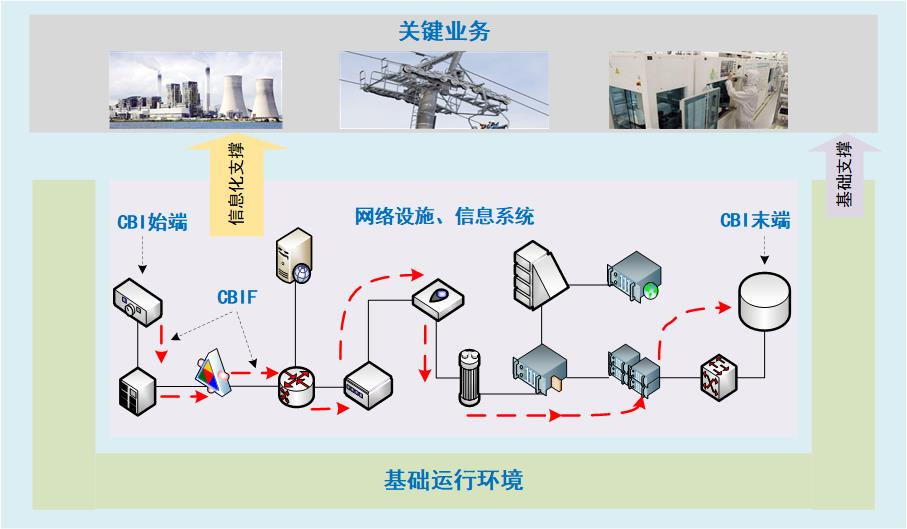 关键业务
信息化支撑
基础支撑
CBI始端
网络设施、信息系统
CBI末端
CBIF
基础运行环境